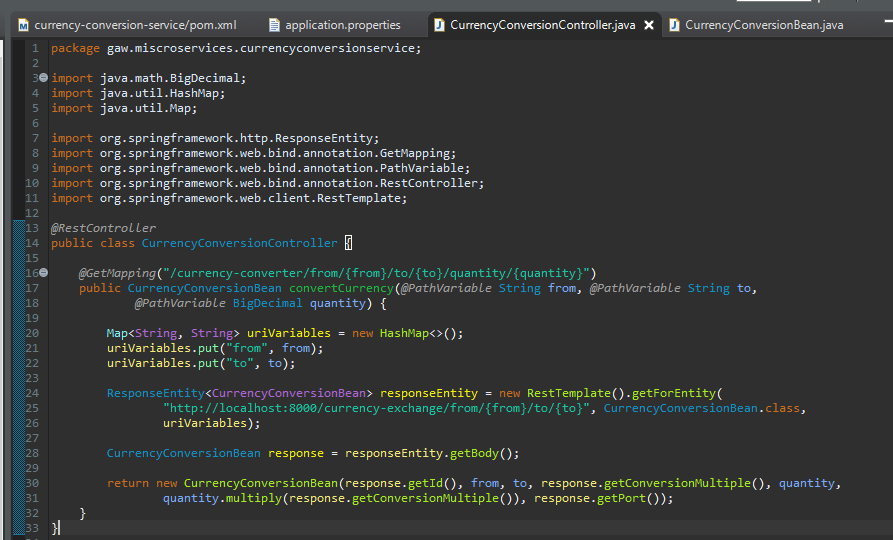 currency-conversion-service/pom.xml application.properties CurrencyConversionController.java CurrencyConversionBean.java
1 package gaw.miscroservices.currencyconversionservice;
2
3 import java.math.BigDecimal;
4 import java.util.HashMap;
5 import java.util.Map;
6
7 import org.springframework.http.ResponseEntity;
8 import org.springframework.web.bind.annotation.GetMapping;
9 import org.springframework.web.bind.annotation.PathVariable;
10 import org.springframework.web.bind.annotation.RestController;
11 import org.springframework.web.client.RestTemplate;
12
13 @RestController
14 public class CurrencyConversionController {
15
16     @GetMapping("/currency-converter/from/{from}/to/{to}/quantity/{quantity}")
17     public CurrencyConversionBean convertCurrency(@PathVariable String from, @PathVariable String to,
18             @PathVariable BigDecimal quantity) {
19
20         Map<String, String> uriVariables = new HashMap<>();
21         uriVariables.put("from", from);
22         uriVariables.put("to", to);
23
24         ResponseEntity<CurrencyConversionBean> responseEntity = new RestTemplate().getForEntity(
25                 "http://localhost:8000/currency-exchange/from/{from}/to/{to}", CurrencyConversionBean.class,
26                 uriVariables);
27
28         CurrencyConversionBean response = responseEntity.getBody();
29
30         return new CurrencyConversionBean(response.getId(), from, to, response.getConversionMultiple(), quantity,
31                 quantity.multiply(response.getConversionMultiple()), response.getPort());
32     }
33 }